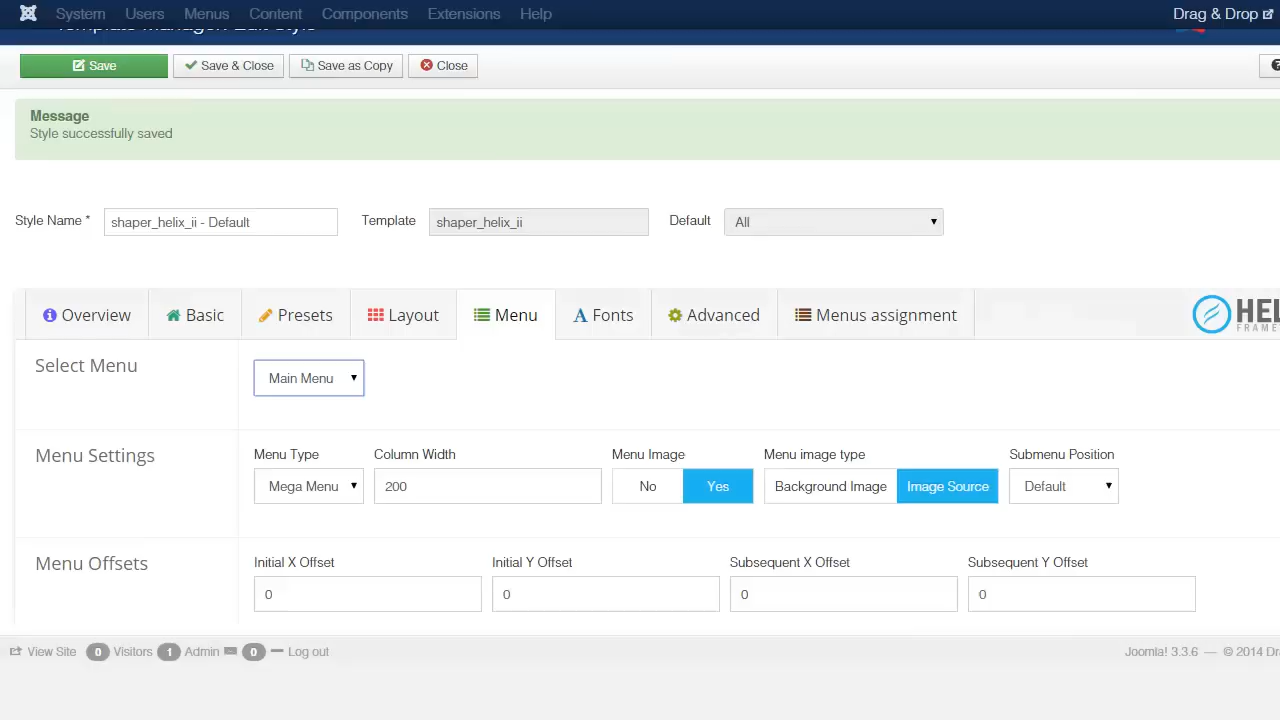 System Users Menus Content Components Extensions Help Drag & Drop
Save Save & Close Save as Copy Close
Message
Style successfully saved
Style Name * shaper_helix_ii - Default Template shaper_helix_ii Default All
Overview Basic Presets Layout Menu Fonts Advanced Menus assignment HEL
FRAME
Select Menu Main Menu
Menu Settings Menu Type Column Width Menu Image Menu image type Submenu Position
Mega Menu 200 No Yes Background Image Image Source Default
Menu Offsets Initial X Offset Initial Y Offset Subsequent X Offset Subsequent Y Offset
0 0 0 0
View Site 0 Visitors 1 Admin 0 Log out Joomla! 3.3.6 — © 2014 Dr